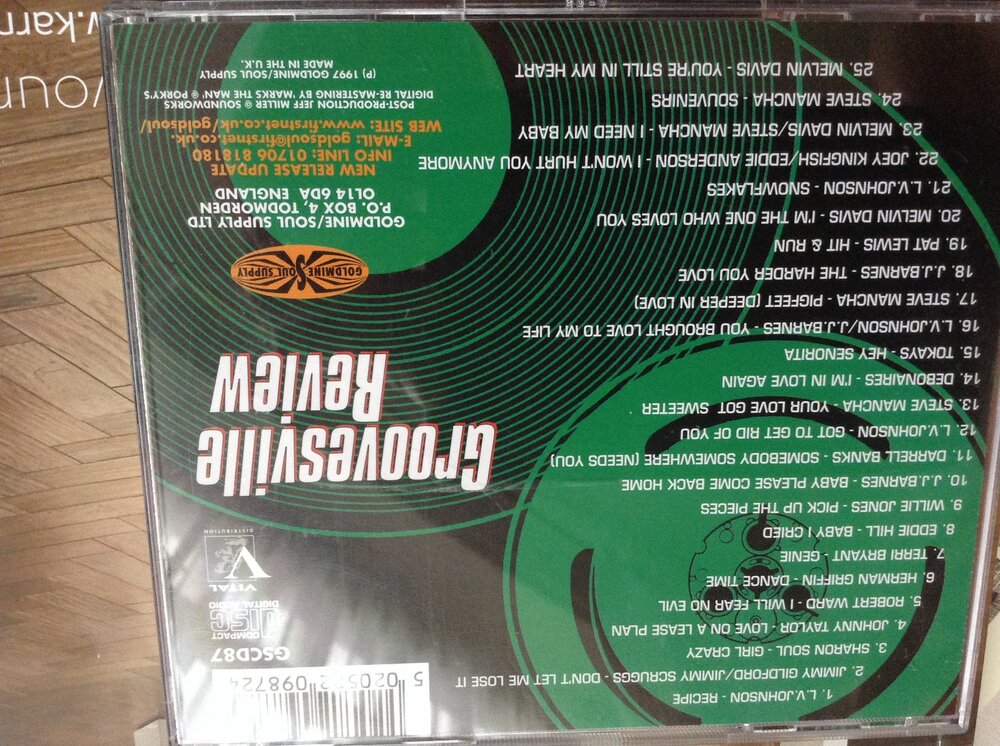 1. L.V.JOHNSON - RECIPE
2. JIMMY GILDFORD/JIMMY SCRUGGS - DON'T LET ME LOSE IT
3. SHARON SOUL - GIRL CRAZY
4. JOHNNY TAYLOR - LOVE ON A LEASE PLAN
5. ROBERT WARD - I WILL FEAR NO EVIL
6. HERMAN GRIFFIN - DANCE TIME
7. TERRI BRYANT - GENIE
8. EDDIE HILL - BABY I CRIED
9. WILLIE JONES - PICK UP THE PIECES
10. J.J.BARNES - BABY PLEASE COME BACK HOME
11. DARRELL BANKS - SOMEBODY SOMEWHERE (NEEDS YOU)
12. L.V.JOHNSON - GOT TO GET RID OF YOU
13. STEVE MANCHA - YOUR LOVE GOT SWEETER
14. DEBONAIRES - I'M IN LOVE AGAIN
15. TOKAYS - HEY SENORITA
16. L.V.JOHNSON/J.J.BARNES - YOU BROUGHT LOVE TO MY LIFE
17. STEVE MANCHA - PIGFEET (DEEPER IN LOVE)
18. J.J.BARNES - THE HARDER YOU LOVE
19. PAT LEWIS - HIT & RUN
20. MELVIN DAVIS - I'M THE ONE WHO LOVES YOU
21. L.V.JOHNSON - SNOWFLAKES
22. JOEY KINGFISH/EDDIE ANDERSON - I WON'T HURT YOU ANYMORE
23. MELVIN DAVIS/STEVE MANCHA - I NEED MY BABY
24. STEVE MANCHA - SOUVENIRS
25. MELVIN DAVIS - YOU'RE STILL IN MY HEART
5 020572 098724
GSCD87
COMPACT
disc
DIGITAL AUDIO
VITAL
DISTRIBUTION
Groovesville
Review
GOLDMINE SOUL SUPPLY
GOLDMINE/SOUL SUPPLY LTD
P.O. BOX 4, TODMORDEN
OL14 6DA ENGLAND
NEW RELEASE UPDATE
INFO LINE: 01706 818180
E-MAIL: goldsoul@firstnet.co.uk
WEB SITE: www.firstnet.co.uk/goldsoul/
POST-PRODUCTION JEFF MILLER @ SOUNDWORKS
DIGITAL RE-MASTERING BY 'MARKS THE MAN' @ PORKY'S
(P) 1997 GOLDMINE/SOUL SUPPLY
MADE IN THE U.K.